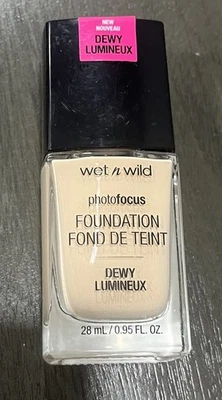 NEW
NOUVEAU
DEWY
LUMINEUX
wet n wild
photofocus
FOUNDATION
FOND DE TEINT
DEWY
LUMINEUX
28 mL / 0.95 FL. OZ.